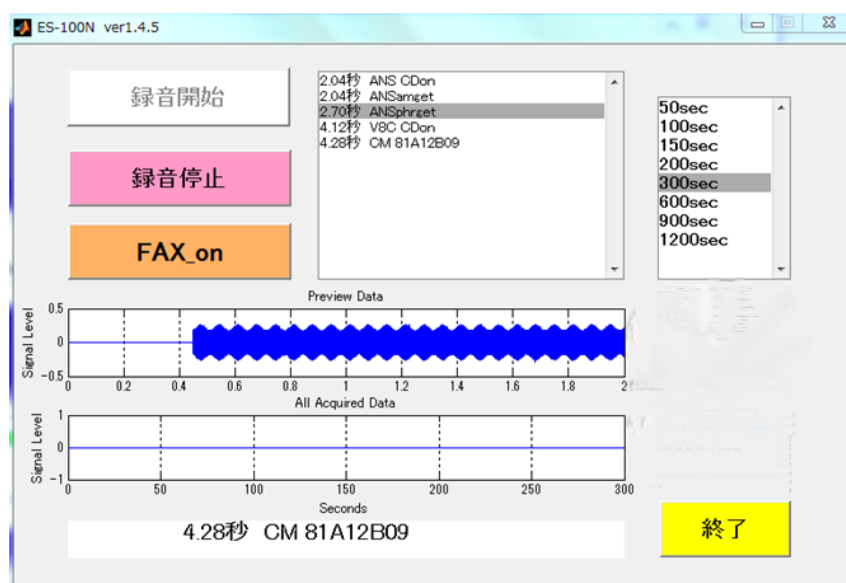 ES-100N ver1.4.5
録音開始
録音停止
FAX_on
2.04秒 ANS CDon
2.04秒 ANSamget
2.70秒 ANSphrget
4.12秒 V8C CDon
4.28秒 CM 81A12B09
50sec
100sec
150sec
200sec
300sec
600sec
900sec
1200sec
Preview Data
Signal Level
0.5
0
-0.5
0 0.2 0.4 0.6 0.8 1 1.2 1.4 1.6 1.8 2
All Acquired Data
Signal Level
1
0
-1
0 50 100 150 200 250 300
Seconds
4.28秒 CM 81A12B09
終了